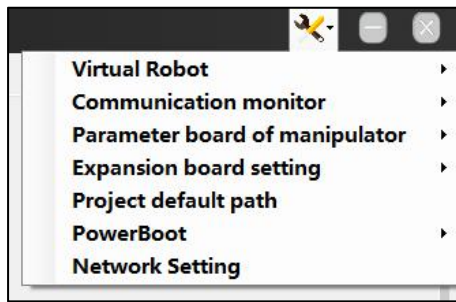 Virtual Robot
Communication monitor
Parameter board of manipulator
Expansion board setting
Project default path
PowerBoot
Network Setting